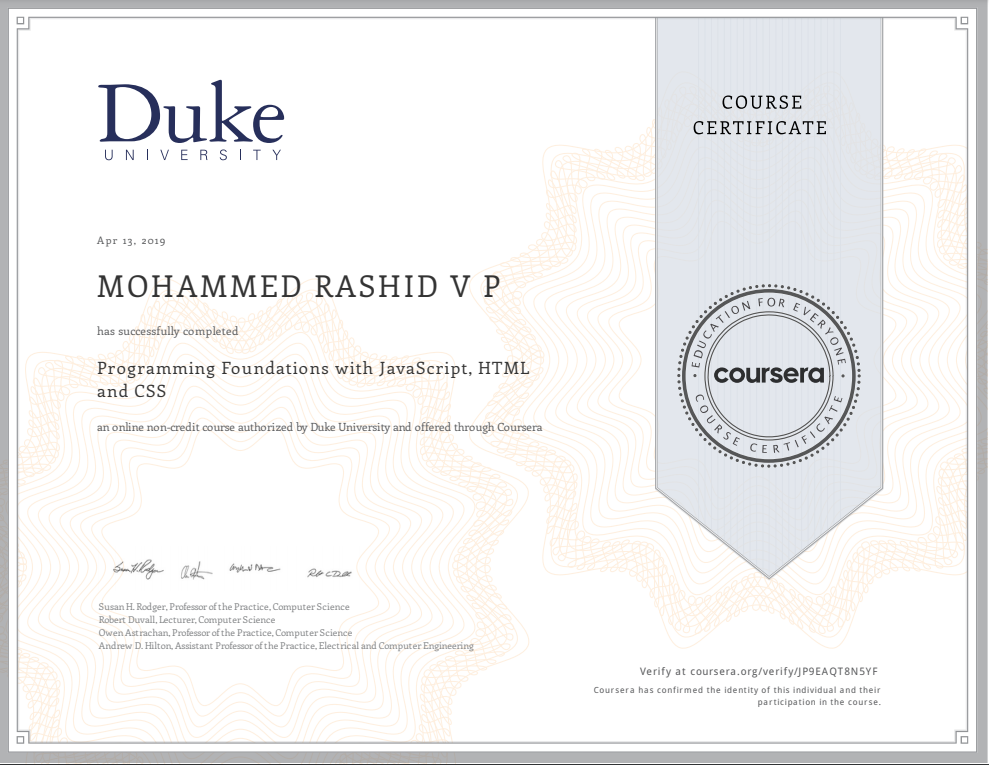 Duke
UNIVERSITY
COURSE
CERTIFICATE
Apr 13, 2019
MOHAMMED RASHID V P
has successfully completed
Programming Foundations with JavaScript, HTML
and CSS
an online non-credit course authorized by Duke University and offered through Coursera
EDUCATION FOR EVERYONE
coursera
COURSE CERTIFICATE
Susan H. Rodger, Professor of the Practice, Computer Science
Robert Duvall, Lecturer, Computer Science
Owen Astrachan, Professor of the Practice, Computer Science
Andrew D. Hilton, Assistant Professor of the Practice, Electrical and Computer Engineering
Verify at coursera.org/verify/JP9EAQT8N5YF
Coursera has confirmed the identity of this individual and their
participation in the course.